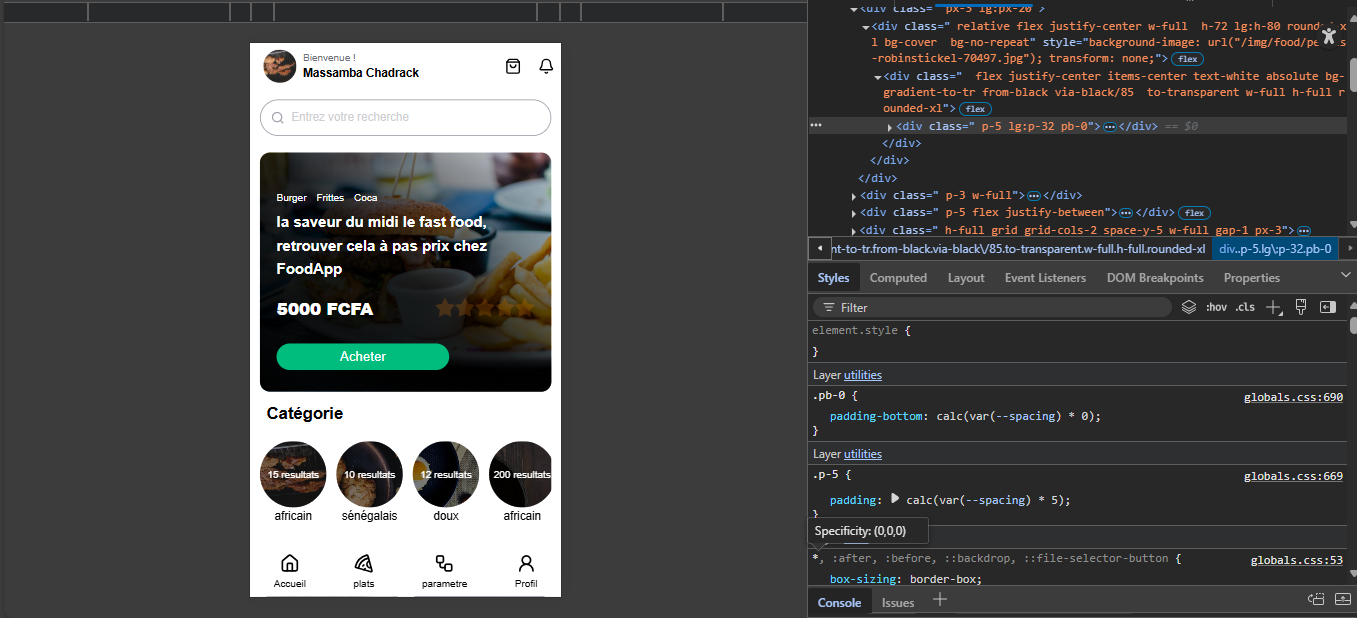 Bienvenue !
Massamba Chadrack
Entrez votre recherche
Burger Frittes Coca
la saveur du midi le fast food,
retrouver cela à pas prix chez
FoodApp
5000 FCFA
Acheter
Catégorie
15 resultats 10 resultats 12 resultats 200 resultats
africain sénégalais doux africain
Accueil plats parametre Profil
<div class=" px-5 lg:px-20">
<div class=" relative flex justify-center w-full h-72 lg:h-80
l bg-cover bg-no-repeat" style="background-image: url("/img/food/
-robinstickel-70497.jpg"); transform: none;"> flex
<div class=" flex justify-center items-center text-white absolute bg-
gradient-to-tr from-black via-black/85 to-transparent w-full h-full r
ounded-xl"> flex
<div class=" p-5 lg:p-32 pb-0"> … </div> == $0
</div>
</div>
</div>
<div class=" p-3 w-full"> … </div>
<div class=" p-5 flex justify-between"> … </div> flex
<div class=" h-full grid grid-cols-2 space-y-5 w-full gap-1 px-3"> …
nt-to-tr.from-black.via-black\/85.to-transparent.w-full.h-full.rounded-xl div..p-5.lg\:p-32.pb-0
Styles Computed Layout Event Listeners DOM Breakpoints Properties
Filter :hov .cls
element.style {
}
Layer utilities
.pb-0 { globals.css:690
padding-bottom: calc(var(--spacing) * 0);
}
Layer utilities
.p-5 { globals.css:669
padding: calc(var(--spacing) * 5);
}
Specificity: (0,0,0)
*, :after, :before, ::backdrop, ::file-selector-button { globals.css:53
box-sizing: border-box;
Console Issues